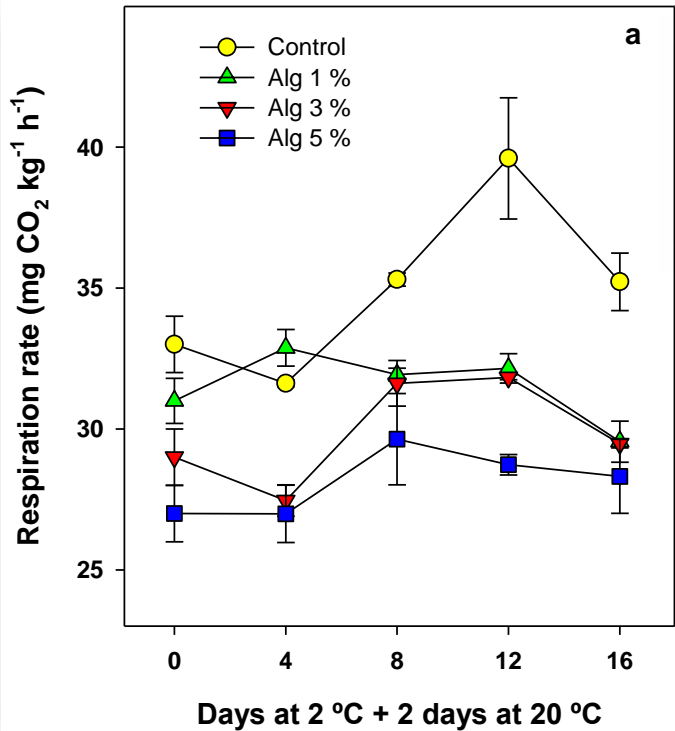 a
Control
Alg 1 %
Alg 3 %
Alg 5 %
Respiration rate (mg CO₂ kg⁻¹ h⁻¹)
40
35
30
25
0 4 8 12 16
Days at 2 ºC + 2 days at 20 ºC